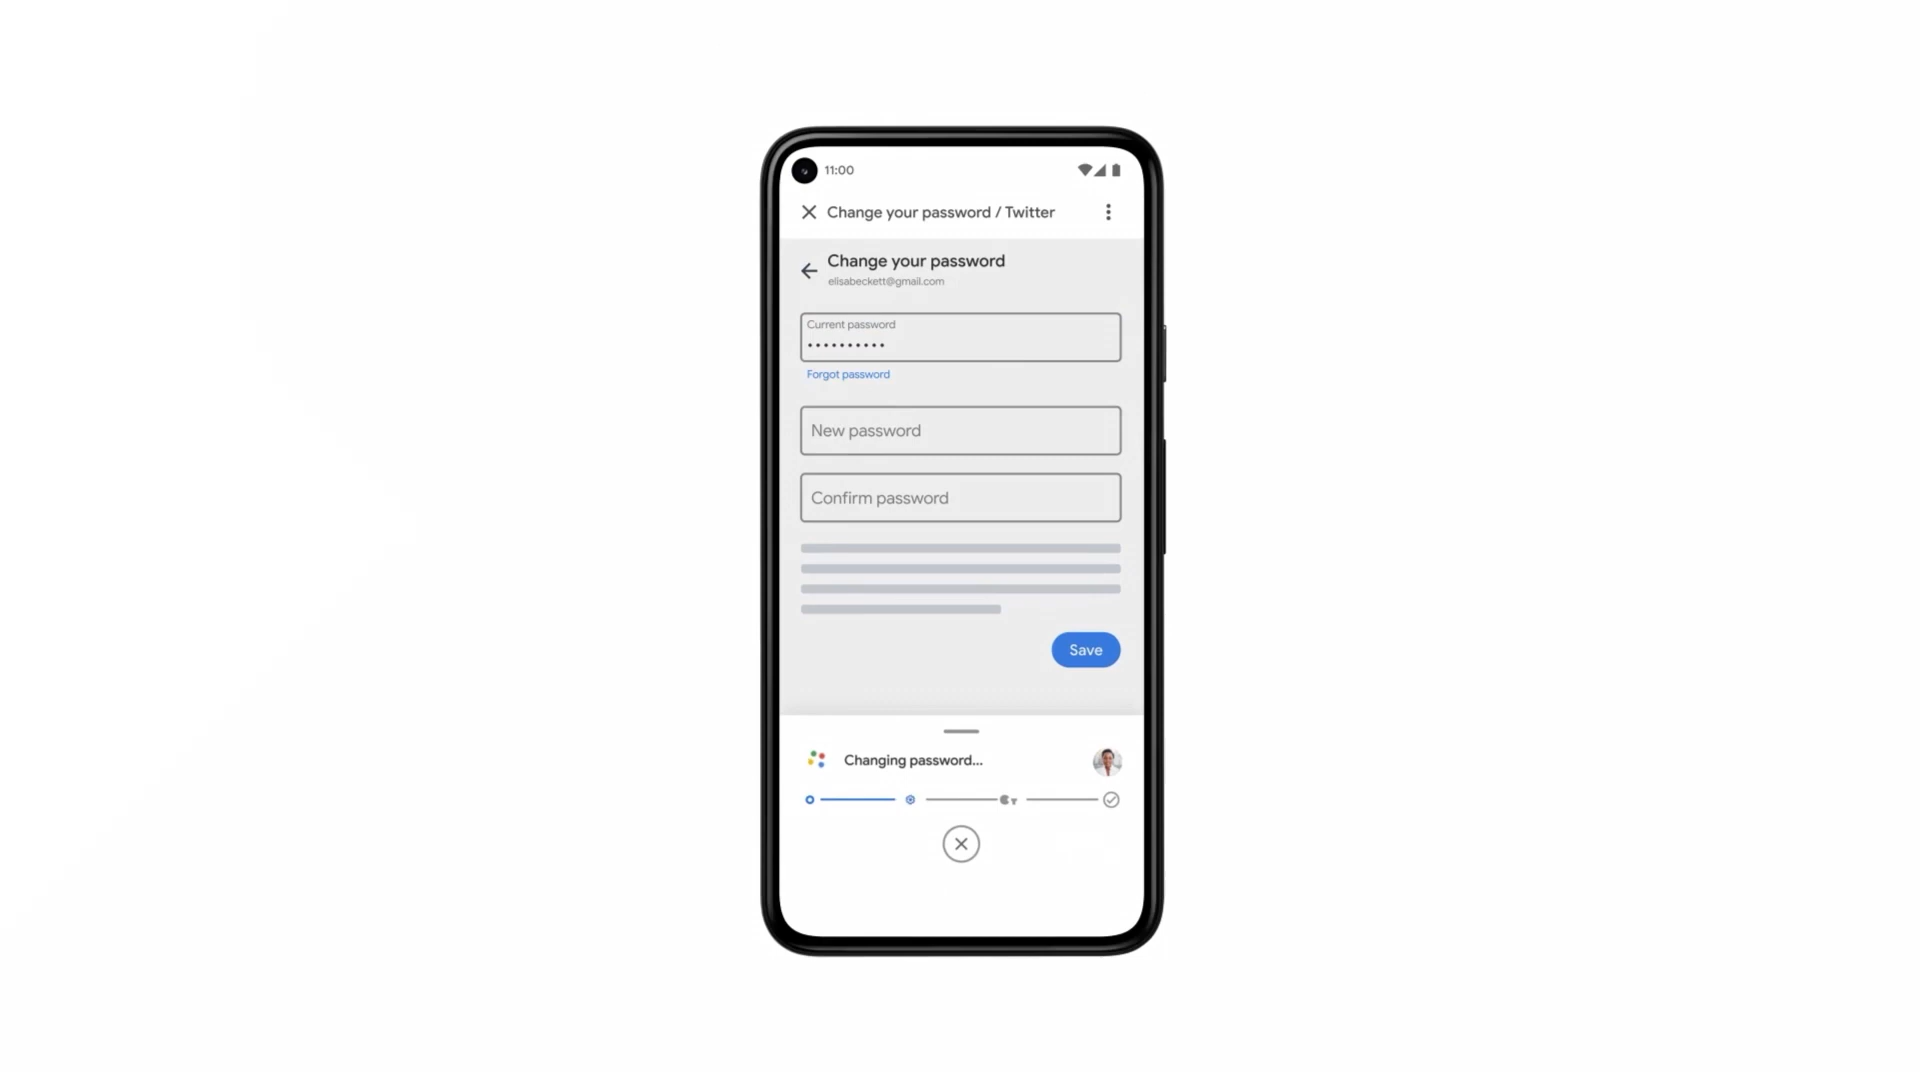 11:00
Change your password / Twitter
Change your password
elisabeckett@gmail.com
Current password
••••••••••
Forgot password
New password
Confirm password
Save
Changing password...